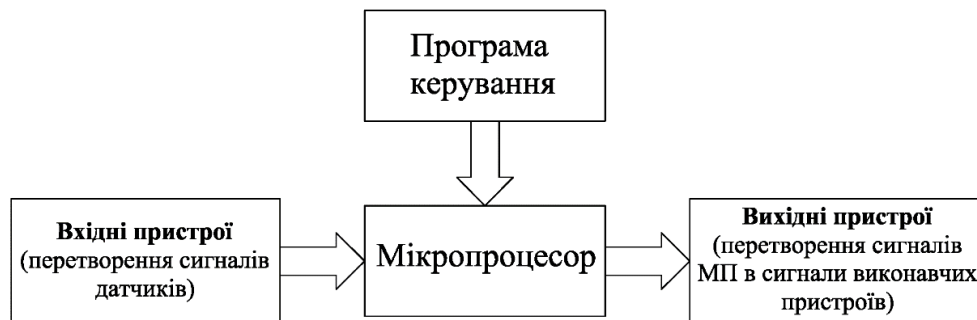 Програма
керування
Вхідні пристрої
(перетворення сигналів
датчиків)
Мікропроцесор
Вихідні пристрої
(перетворення сигналів
МП в сигнали виконавчих
пристроїв)